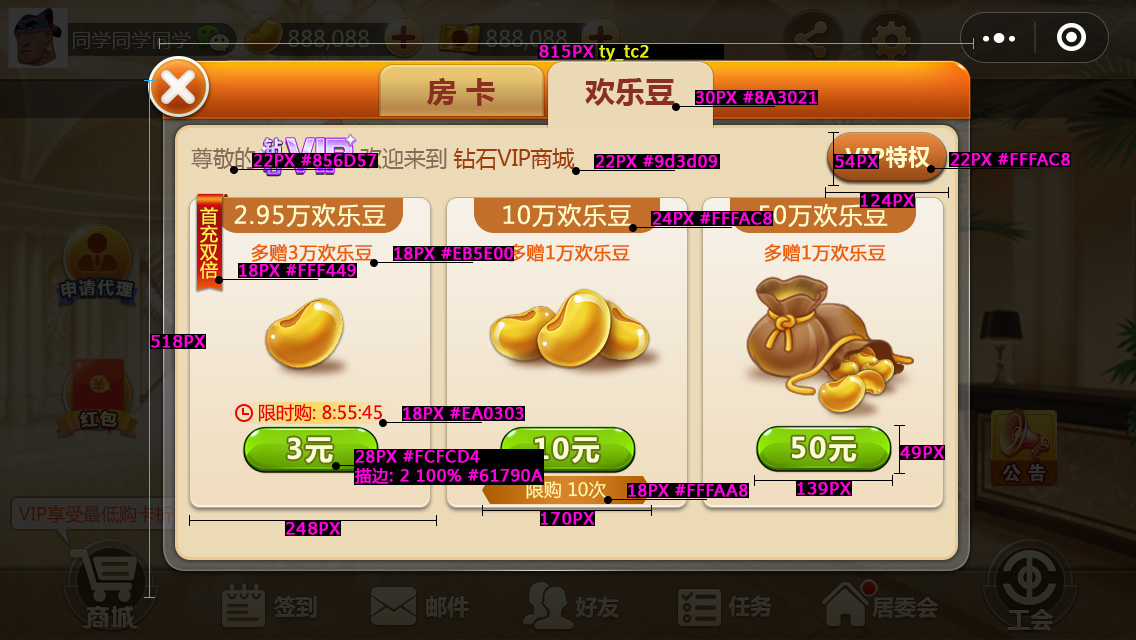 同学同学同学
888,088
888,088
815PX ty_tc2
房卡
欢乐豆
30PX #8A3021
尊敬的
钻石VIP
欢迎来到 钻石VIP商城
22PX #856D57
22PX #9d3d09
VIP特权
54PX
22PX #FFFAC8
124PX
首充双倍
2.95万欢乐豆
10万欢乐豆
24PX #FFFAC8
50万欢乐豆
多赠3万欢乐豆
18PX #EB5E00
多赠1万欢乐豆
多赠1万欢乐豆
18PX #FFF449
申请代理
518PX
红包
限时购: 8:55:45
18PX #EA0303
3元
28PX #FCFCD4
描边: 2 100% #61790A
10元
50元
49PX
139PX
公告
限购 10次
18PX #FFFAA8
170PX
248PX
VIP享受最低购卡折
商城
签到
邮件
好友
任务
居委会
工会